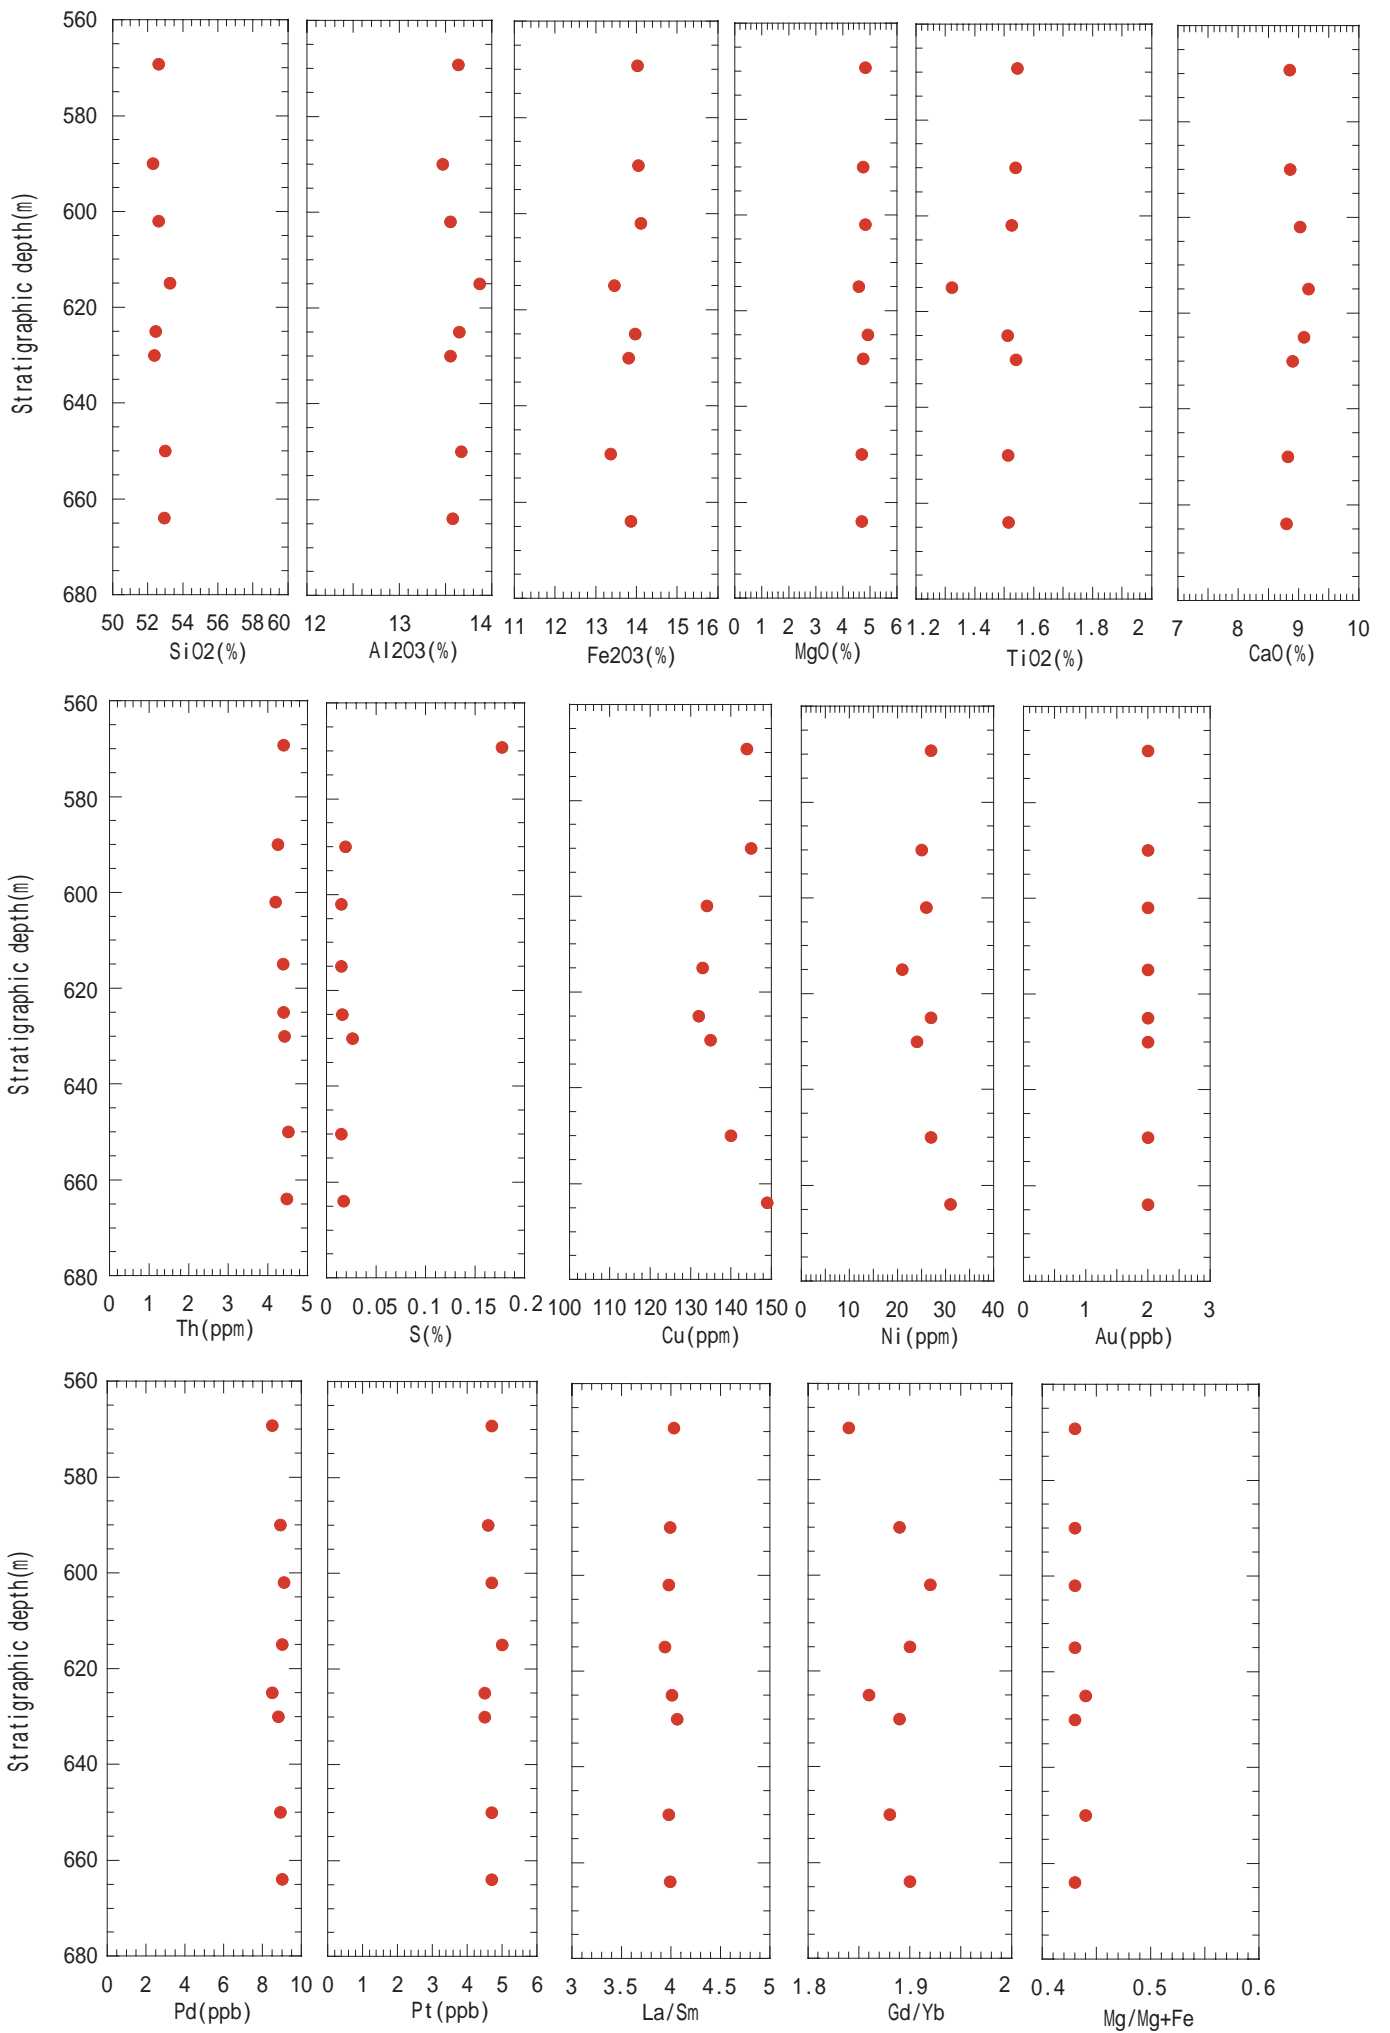 560
580
600
620
640
660
680
Stratigraphic depth(m)
50 52 54 56 58 60 12 13 14 11 12 13 14 15 16 0 1 2 3 4 5 6 1.2 1.4 1.6 1.8 2 7 8 9 10
SiO2(%) Al2O3(%) Fe2O3(%) MgO(%) TiO2(%) CaO(%)
560
580
600
620
640
660
680
Stratigraphic depth(m)
0 1 2 3 4 5 0 0.05 0.1 0.15 0.2 100 110 120 130 140 150 0 10 20 30 40 0 1 2 3
Th(ppm) S(%) Cu(ppm) Ni(ppm) Au(ppb)
560
580
600
620
640
660
680
Stratigraphic depth(m)
0 2 4 6 8 10 0 1 2 3 4 5 6 3 3.5 4 4.5 5 1.8 1.9 2 0.4 0.5 0.6
Pd(ppb) Pt(ppb) La/Sm Gd/Yb Mg/Mg+Fe